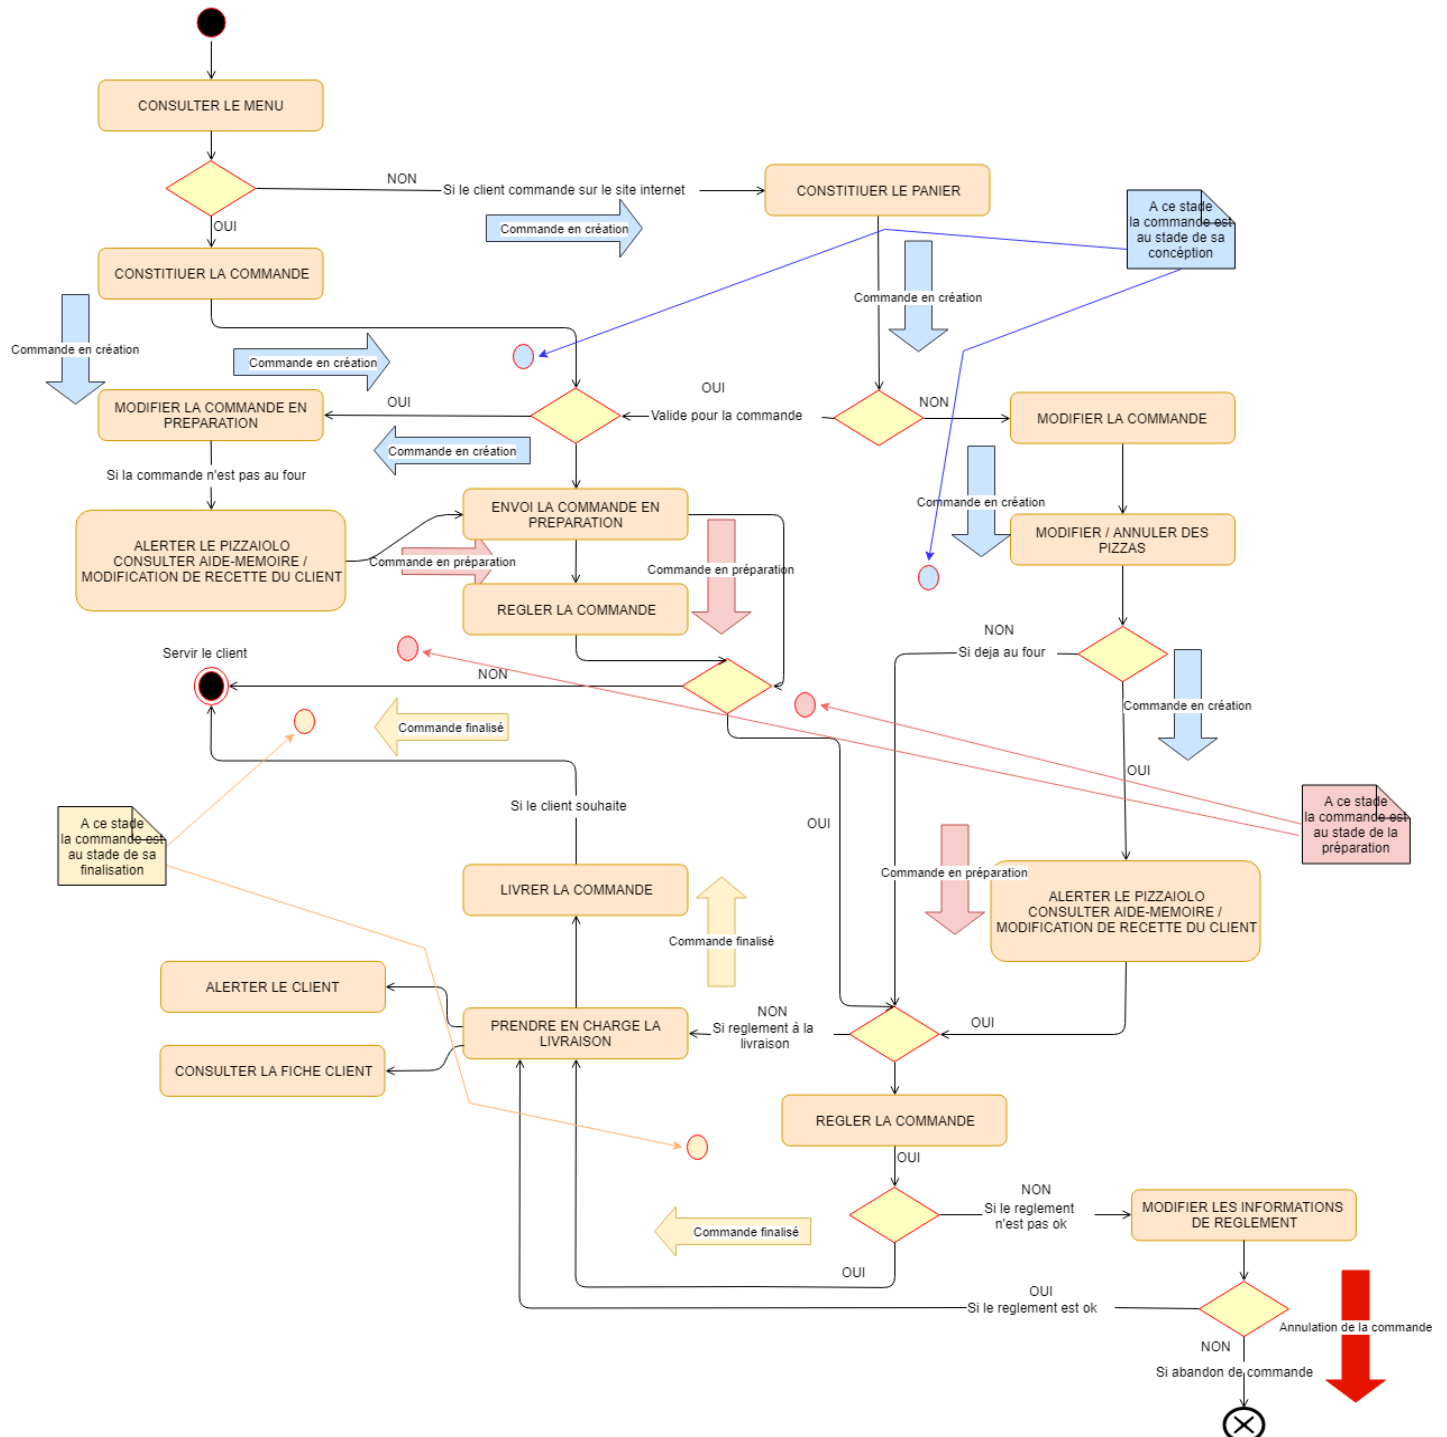 CONSULTER LE MENU
NON
Si le client commande sur le site internet
CONSTITIUER LE PANIER
A ce stade
la commande est
au stade de sa
concéption
OUI
Commande en création
CONSTITIUER LA COMMANDE
Commande en création
Commande en création
Commande en création
OUI
Valide pour la commande
NON
MODIFIER LA COMMANDE
MODIFIER LA COMMANDE EN
PREPARATION
OUI
Commande en création
Si la commande n'est pas au four
ENVOI LA COMMANDE EN
PREPARATION
Commande en création
MODIFIER / ANNULER DES
PIZZAS
ALERTER LE PIZZAIOLO
CONSULTER AIDE-MEMOIRE /
MODIFICATION DE RECETTE DU CLIENT
Commande en préparation
Commande en préparation
REGLER LA COMMANDE
NON
Si deja au four
Servir le client
NON
Commande en création
Commande finalisé
OUI
Si le client souhaite
OUI
A ce stade
la commande est
au stade de sa
finalisation
A ce stade
la commande est
au stade de la
préparation
LIVRER LA COMMANDE
Commande en préparation
ALERTER LE PIZZAIOLO
CONSULTER AIDE-MEMOIRE /
MODIFICATION DE RECETTE DU CLIENT
Commande finalisé
ALERTER LE CLIENT
PRENDRE EN CHARGE LA
LIVRAISON
NON
Si reglement à la
livraison
OUI
CONSULTER LA FICHE CLIENT
REGLER LA COMMANDE
OUI
NON
Si le reglement
n'est pas ok
MODIFIER LES INFORMATIONS
DE REGLEMENT
Commande finalisé
OUI
OUI
Si le reglement est ok
Annulation de la commande
NON
Si abandon de commande